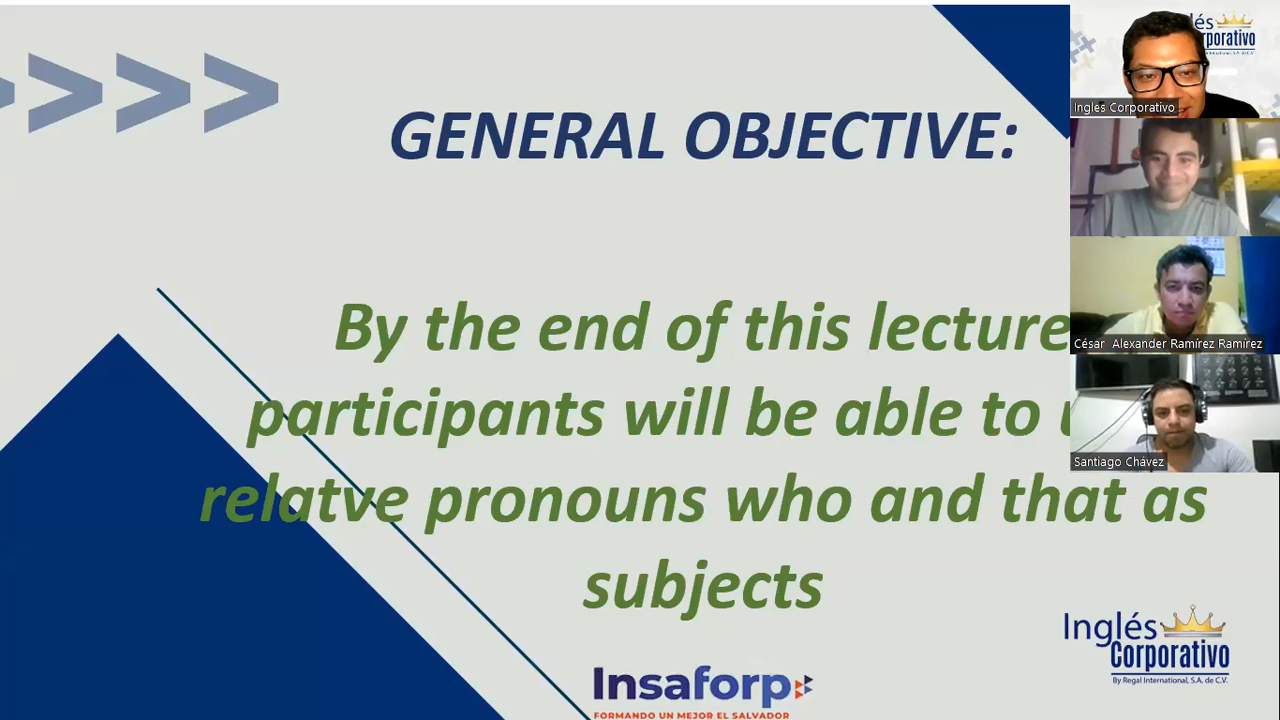 GENERAL OBJECTIVE:
By the end of this lecture
participants will be able to
relatve pronouns who and that as
subjects
Insaforp
FORMANDO UN MEJOR EL SALVADOR
Inglés
Corporativo
By Regal International, S.A. de C.V.
Ingles Corporativo
César Alexander Ramírez Ramírez
Santiago Chávez